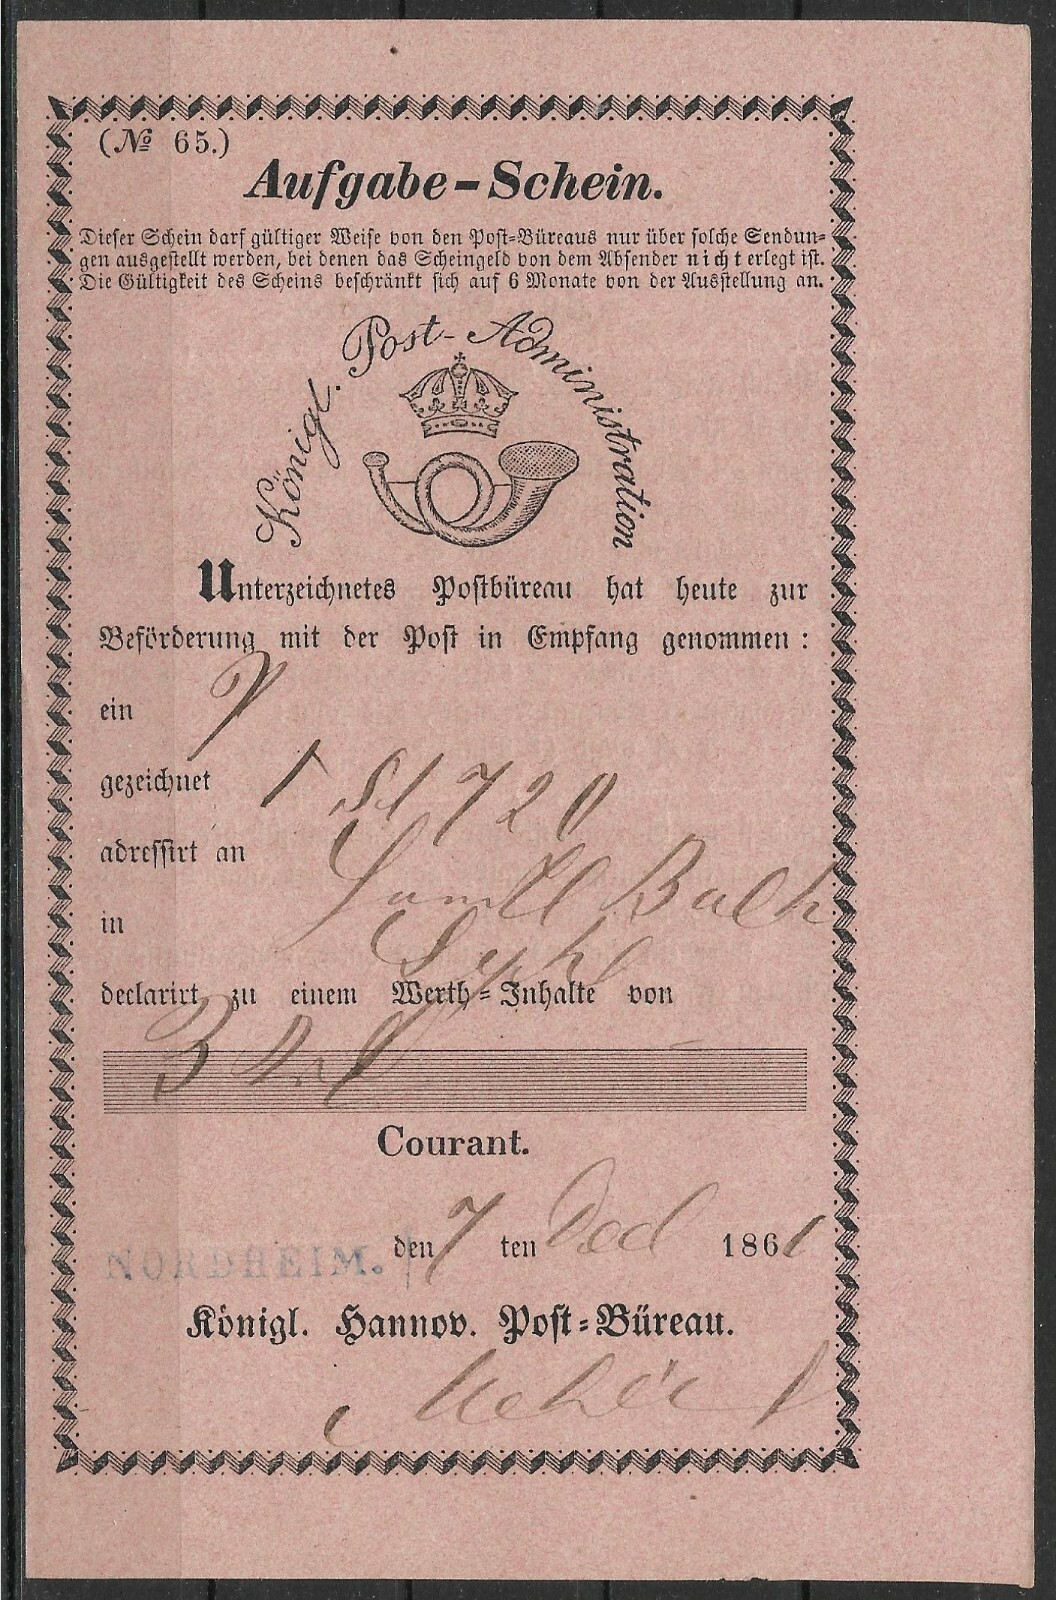 (№ 65.)
Aufgabe-Schein.
Dieser Schein darf gültiger Weise von den Post-Büreaus nur über solche Sendun-
gen ausgestellt werden, bei denen das Scheingeld von dem Absender nicht erlegt ist.
Die Gültigkeit des Scheins beschränkt sich auf 6 Monate von der Ausstellung an.
Königl. Post-Administration
Unterzeichnetes Postbüreau hat heute zur
Beförderung mit der Post in Empfang genommen:
ein
gezeichnet 720
adressirt an
in
declarirt zu einem Werth-Inhalte von
3
Courant.
NORDHEIM. den 7 ten Dec 1861
Königl. Hannov. Post-Büreau.